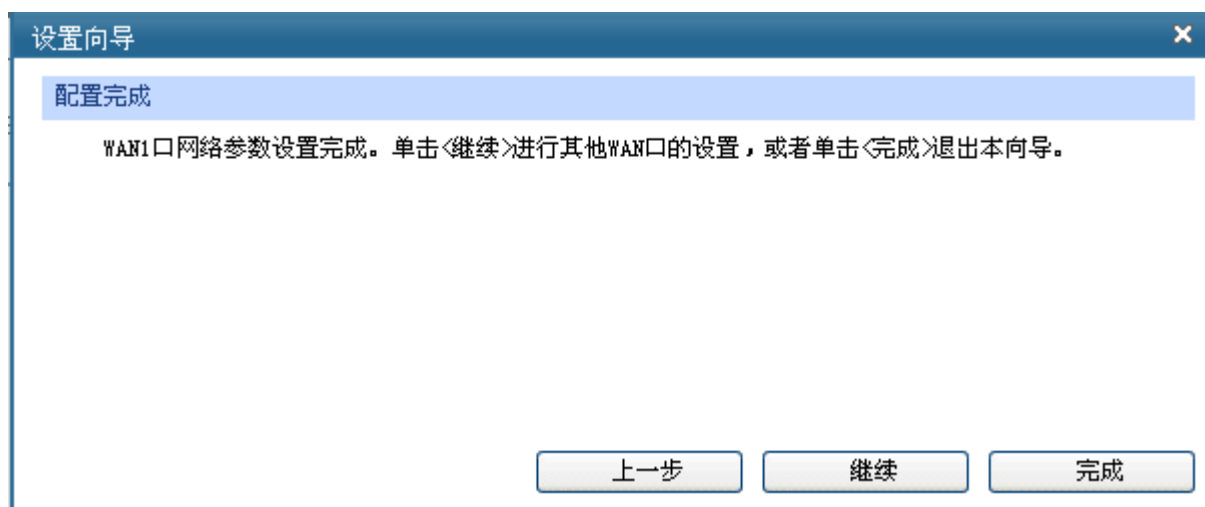 设置向导
配置完成
WAN1口网络参数设置完成。单击<继续>进行其他WAN口的设置，或者单击<完成>退出本向导。
上一步
继续
完成